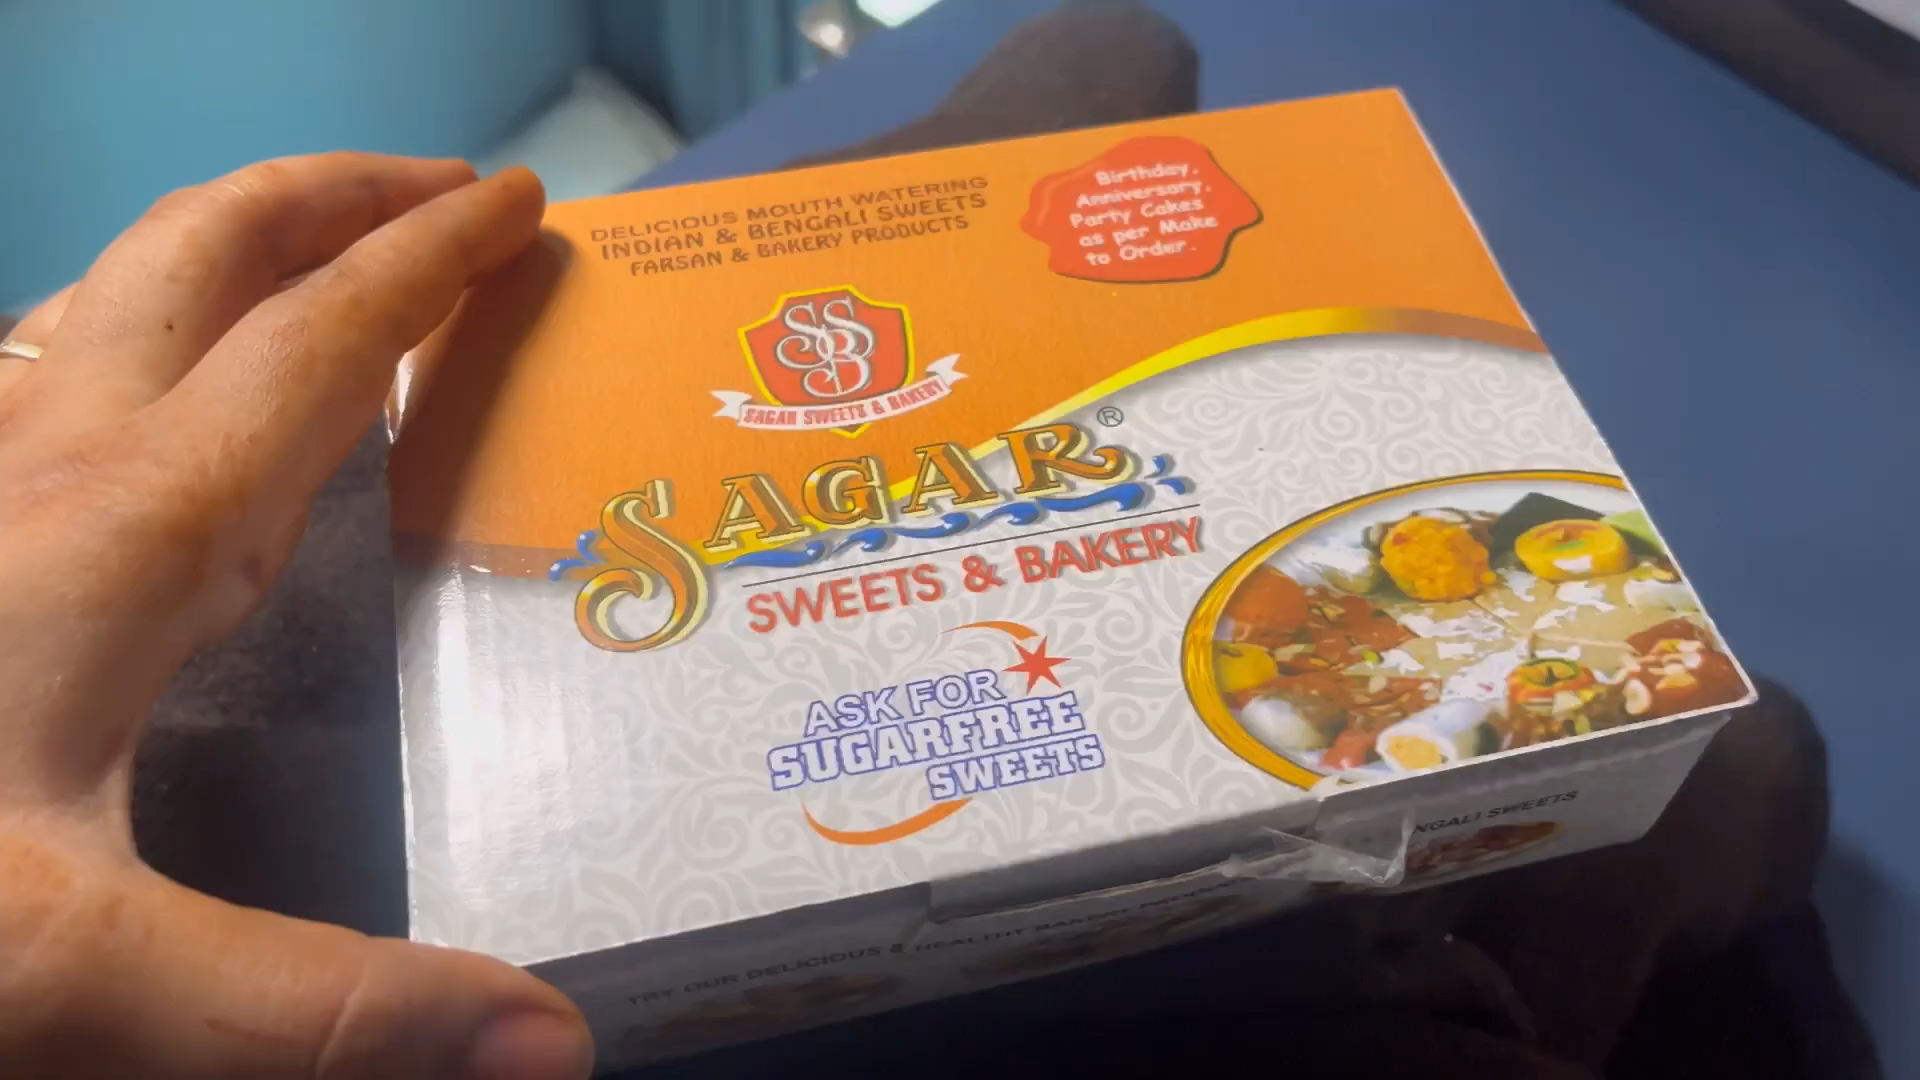 DELICIOUS MOUTH WATERING
INDIAN & BENGALI SWEETS
FARSAN & BAKERY PRODUCTS
Birthday,
Anniversary,
Party Cakes
as per Make
to Order.
SSB
SAGAR SWEETS & BAKERY
SAGAR®
SWEETS & BAKERY
ASK FOR
SUGARFREE
SWEETS
TRY OUR DELICIOUS & HEALTHY BAKERY
SWEETS